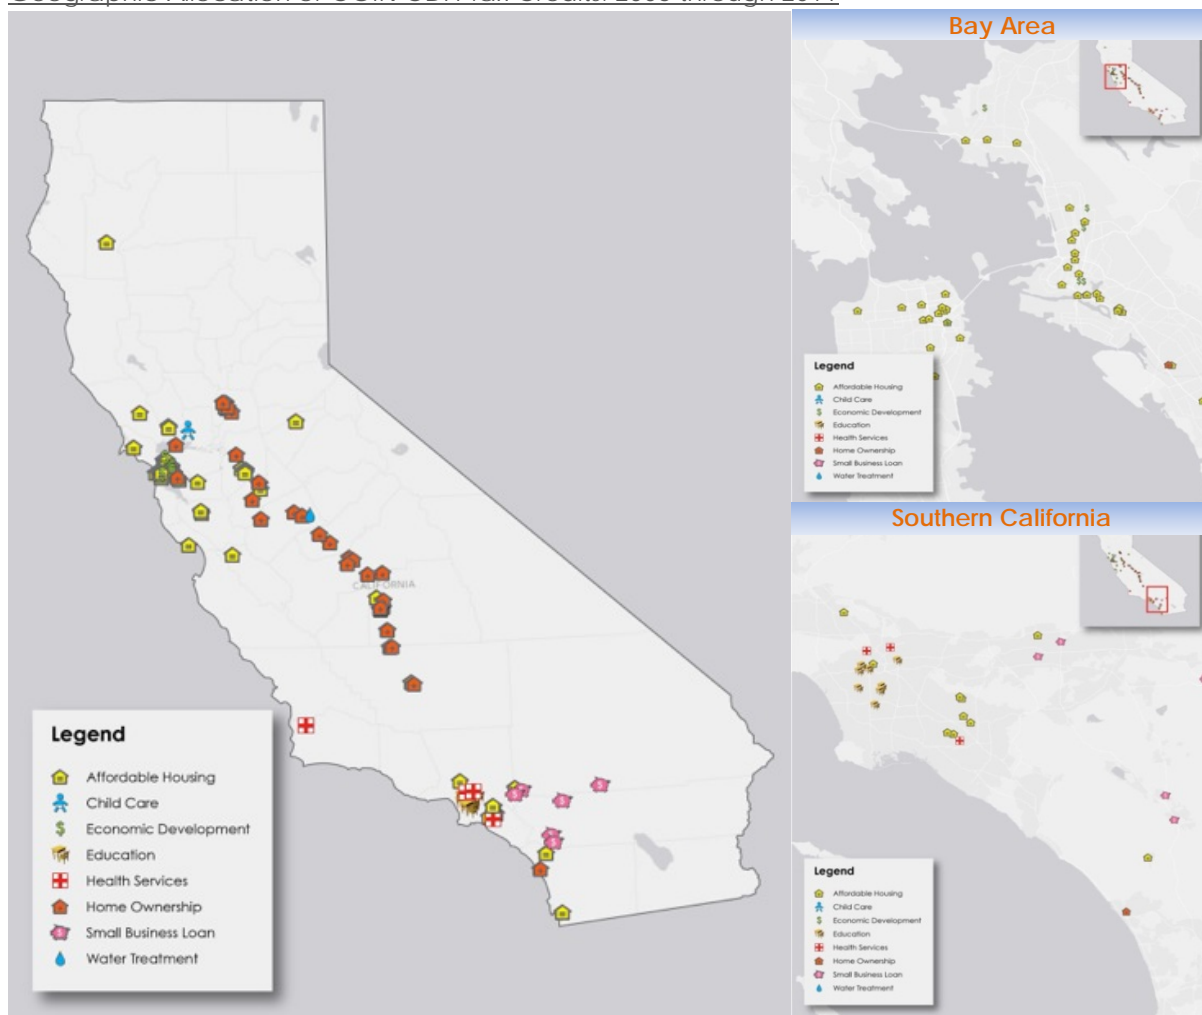 Bay Area
Legend
Affordable Housing
Child Care
Economic Development
Education
Health Services
Home Ownership
Small Business Loan
Water Treatment
CALIFORNIA
Legend
Affordable Housing
Child Care
Economic Development
Education
Health Services
Home Ownership
Small Business Loan
Water Treatment
Southern California
Legend
Affordable Housing
Child Care
Economic Development
Education
Health Services
Home Ownership
Small Business Loan
Water Treatment